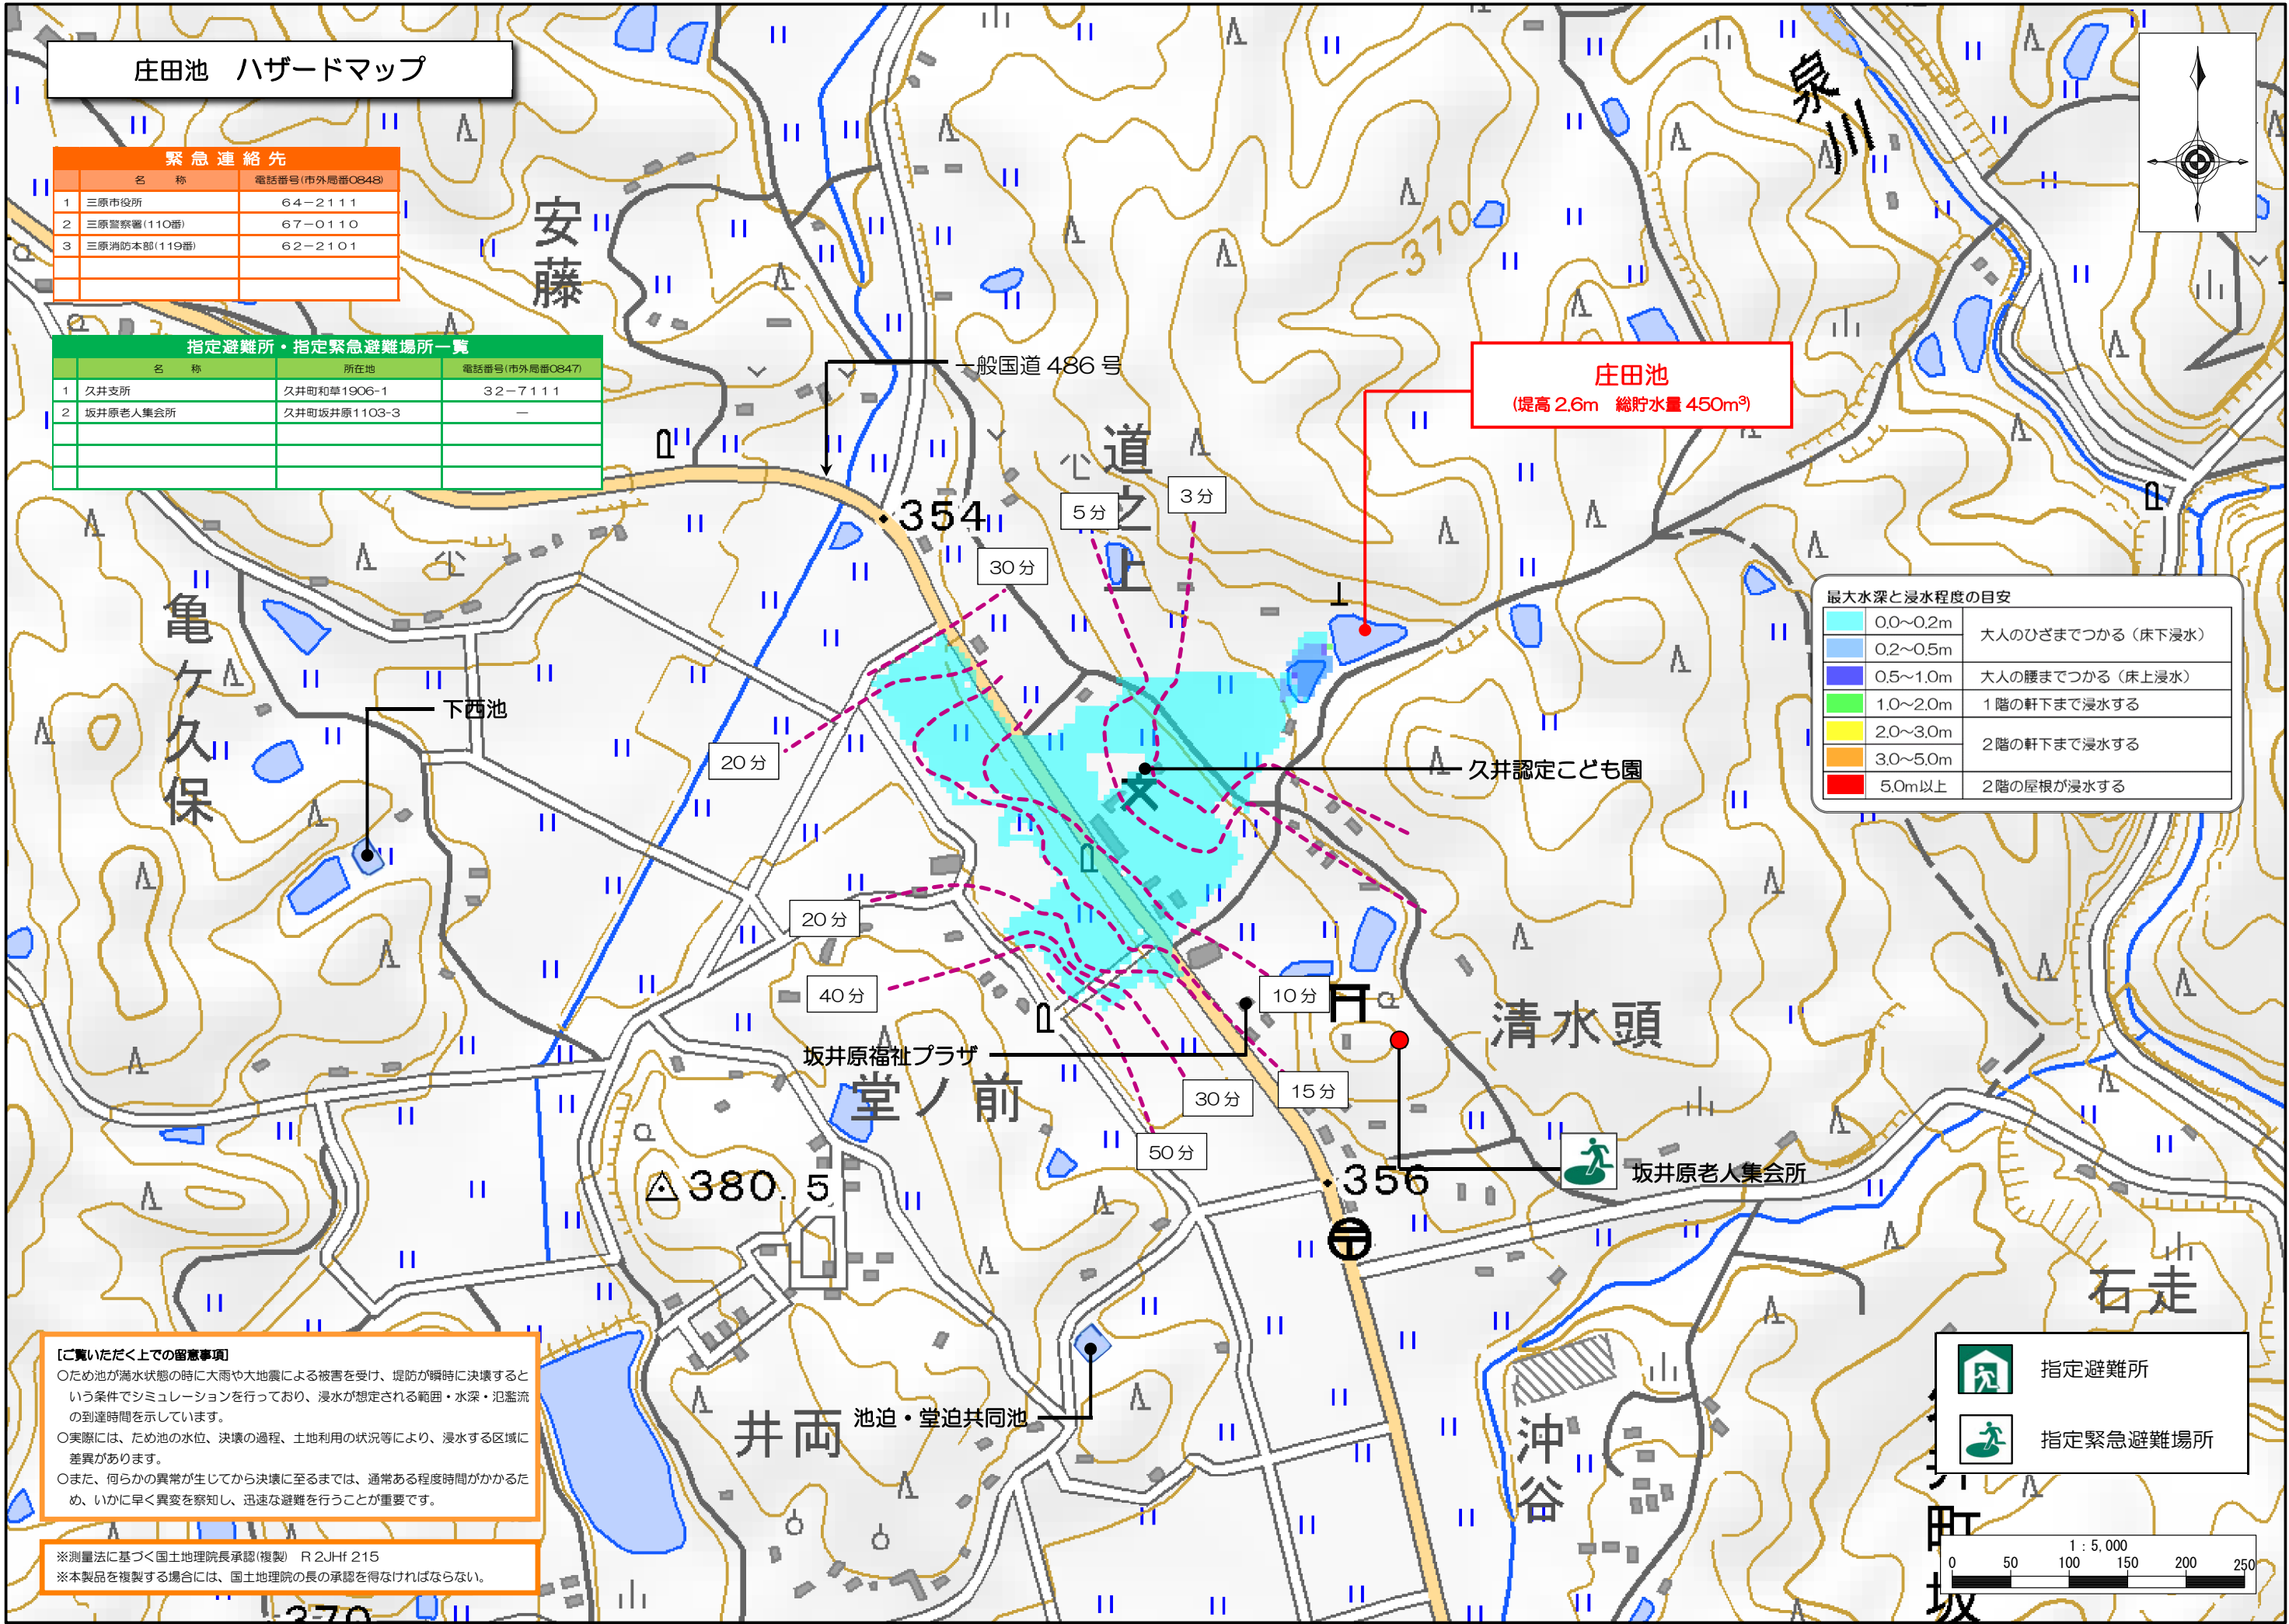 庄田池 ハザードマップ
緊急連絡先
名 称 電話番号(市外局番0848)
1 三原市役所 64-2111
2 三原警察署(110番) 67-0110
3 三原消防本部(119番) 62-2101
指定避難所・指定緊急避難場所一覧
名 称 所在地 電話番号(市外局番0847)
1 久井支所 久井町和草1906-1 32-7111
2 坂井原老人集会所 久井町坂井原1103-3 —
安藤
泉川
370
一般国道 486 号
庄田池
(堤高 2.6m 総貯水量 450m³)
道之上
3 分
5 分
354
30 分
亀ケ久保
下西池
20 分
久井認定こども園
最大水深と浸水程度の目安
0.0~0.2m
大人のひざまでつかる(床下浸水)
0.2~0.5m
0.5~1.0m 大人の腰までつかる(床上浸水)
1.0~2.0m 1階の軒下まで浸水する
2.0~3.0m
2階の軒下まで浸水する
3.0~5.0m
5.0m以上 2階の屋根が浸水する
文
20 分
40 分
10 分
清水頭
坂井原福祉プラザ
堂ノ前
30 分
15 分
50 分
380.5
356
坂井原老人集会所
石走
井両
池迫・堂迫共同池
沖谷
指定避難所
指定緊急避難場所
町坂
[ご覧いただく上での留意事項]
○ため池が満水状態の時に大雨や大地震による被害を受け、堤防が瞬時に決壊すると
いう条件でシミュレーションを行っており、浸水が想定される範囲・水深・氾濫流
の到達時間を示しています。
○実際には、ため池の水位、決壊の過程、土地利用の状況等により、浸水する区域に
差異があります。
○また、何らかの異常が生じてから決壊に至るまでは、通常ある程度時間がかかるた
め、いかに早く異変を察知し、迅速な避難を行うことが重要です。
※測量法に基づく国土地理院長承認(複製) R 2JHf 215
※本製品を複製する場合には、国土地理院の長の承認を得なければならない。
370
1 : 5,000
0 50 100 150 200 250